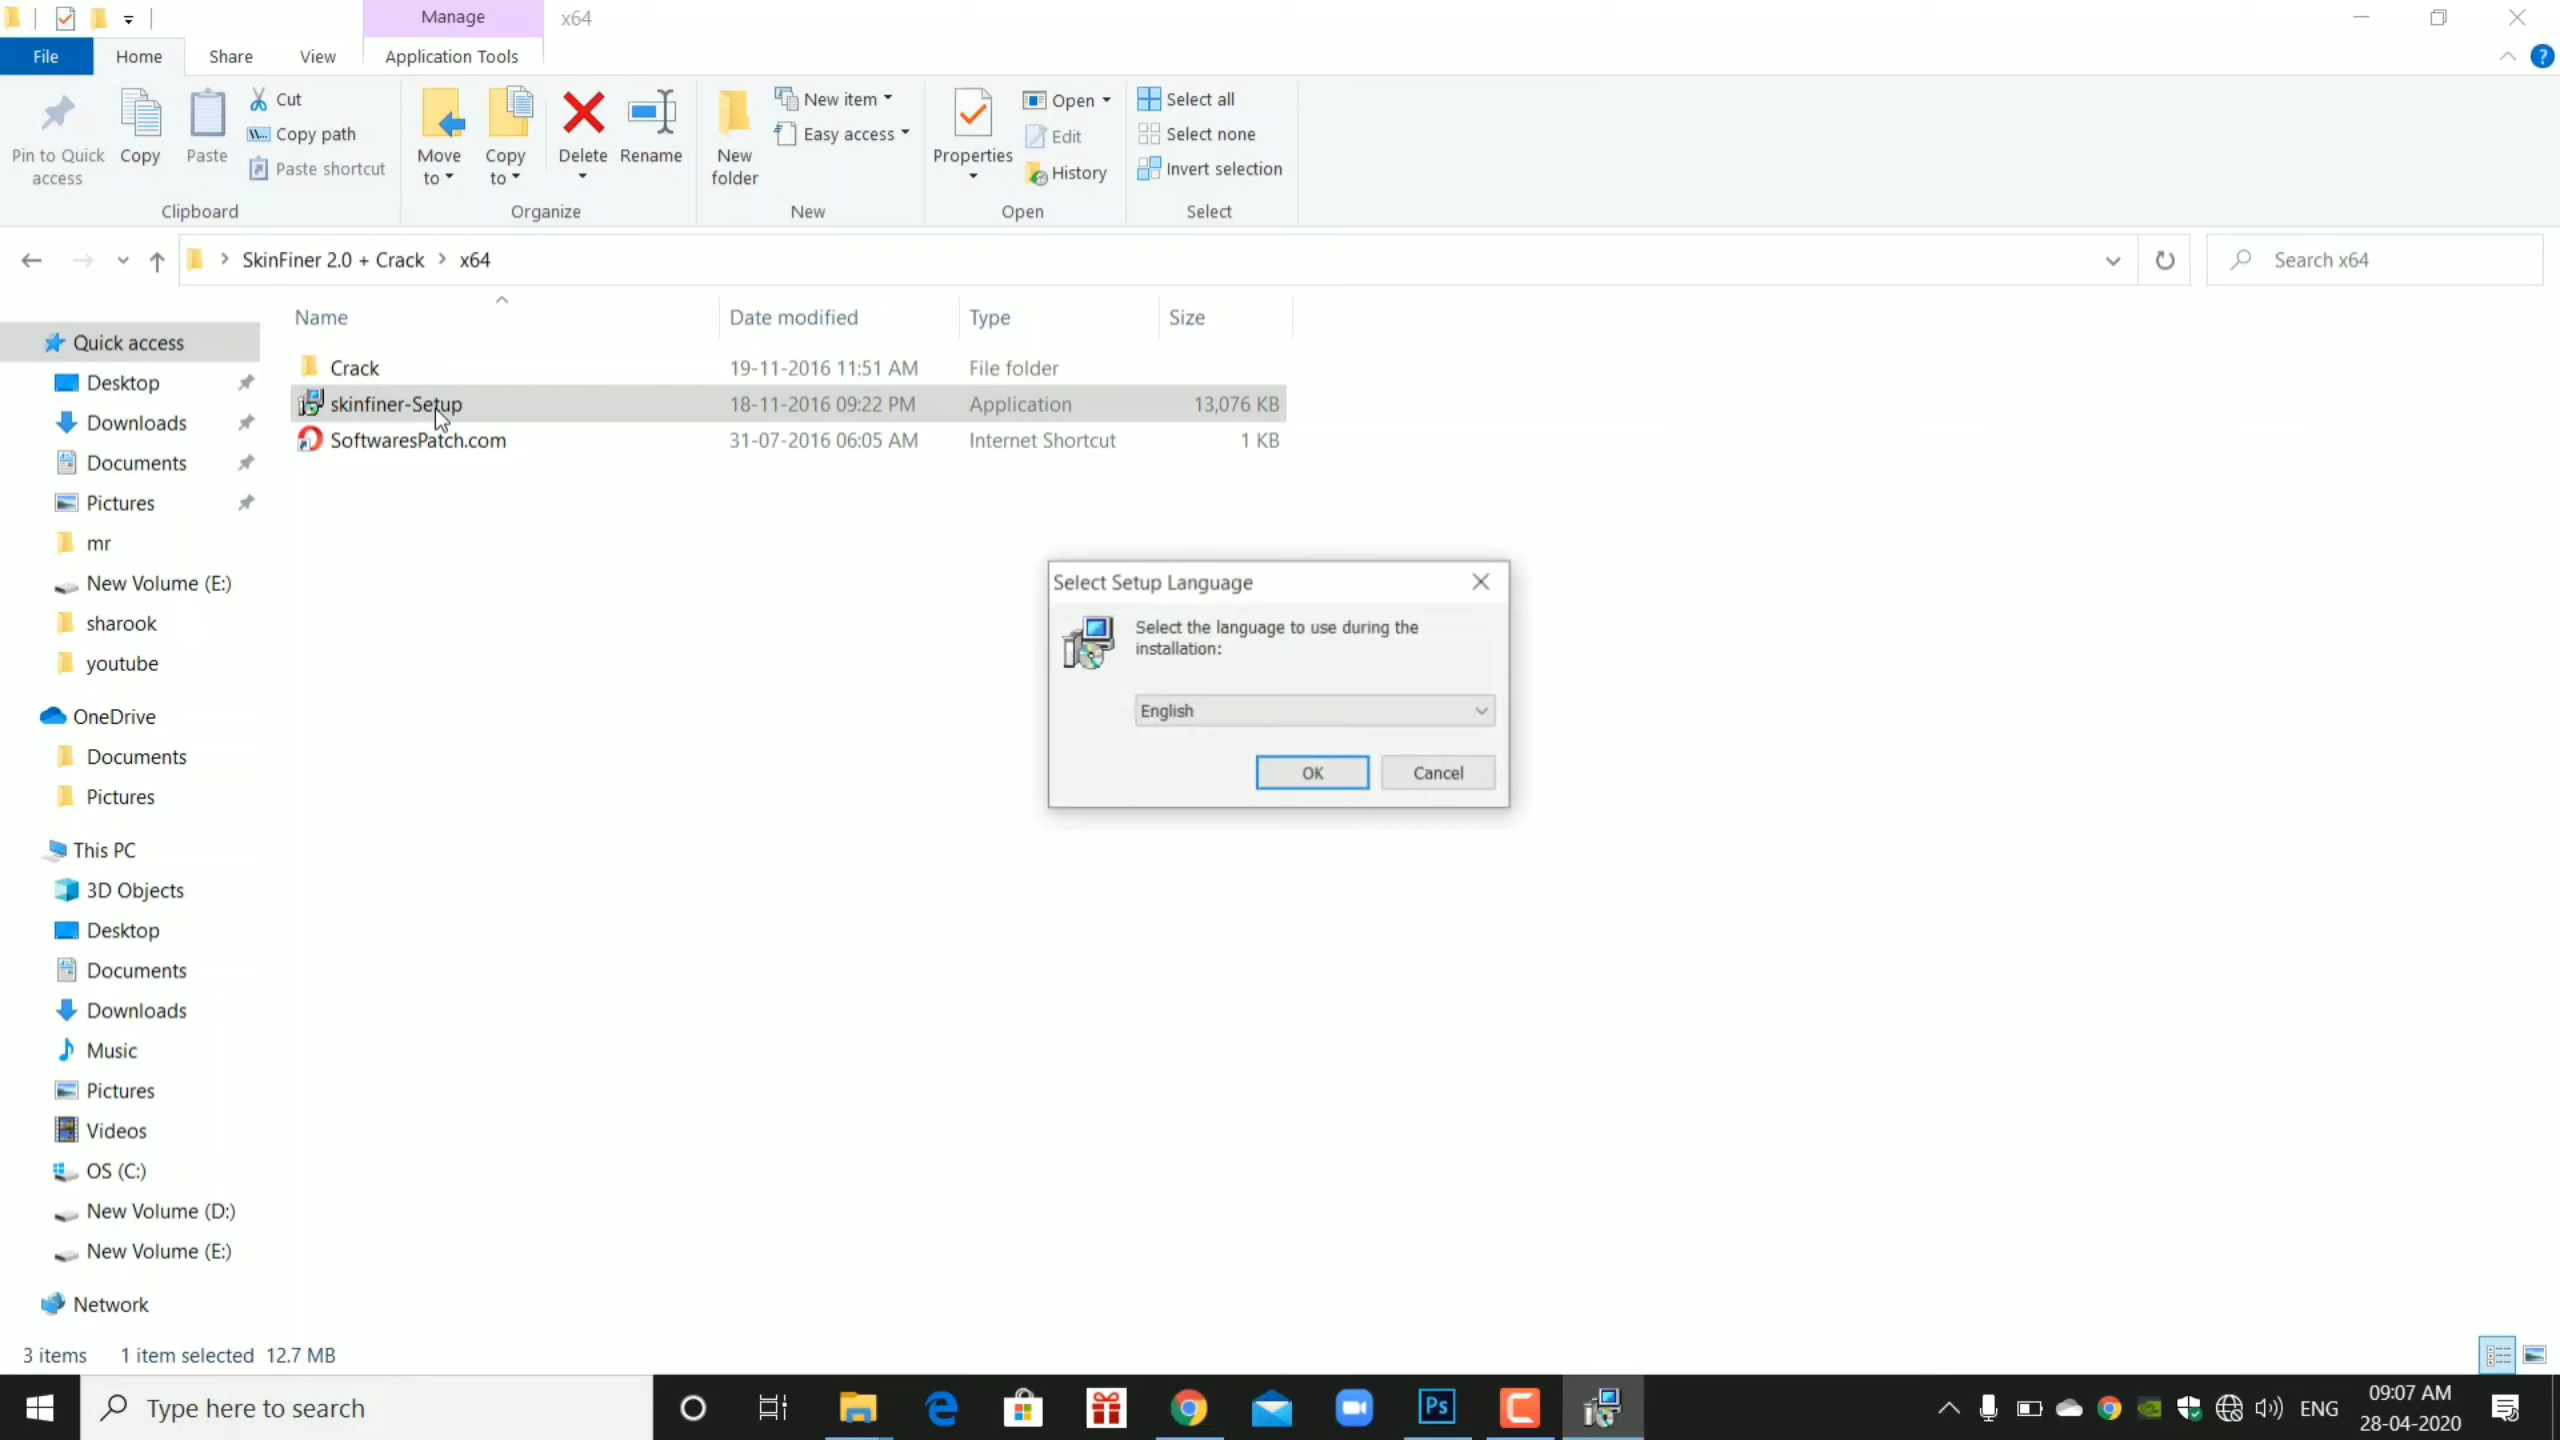 Manage
x64
File
Home
Share
View
Application Tools
Pin to Quick
access
Copy
Paste
Cut
Copy path
Paste shortcut
Clipboard
Move
to
Copy
to
Delete
Rename
Organize
New
folder
New item
Easy access
New
Properties
Open
Edit
History
Open
Select all
Select none
Invert selection
Select
SkinFiner 2.0 + Crack > x64
Search x64
Name
Date modified
Type
Size
Crack 19-11-2016 11:51 AM File folder
skinfiner-Setup 18-11-2016 09:22 PM Application 13,076 KB
SoftwaresPatch.com 31-07-2016 06:05 AM Internet Shortcut 1 KB
Quick access
Desktop
Downloads
Documents
Pictures
mr
New Volume (E:)
sharook
youtube
OneDrive
Documents
Pictures
This PC
3D Objects
Desktop
Documents
Downloads
Music
Pictures
Videos
OS (C:)
New Volume (D:)
New Volume (E:)
Network
Select Setup Language
Select the language to use during the
installation:
English
OK
Cancel
3 items 1 item selected 12.7 MB
Type here to search
Ps
ENG
09:07 AM
28-04-2020